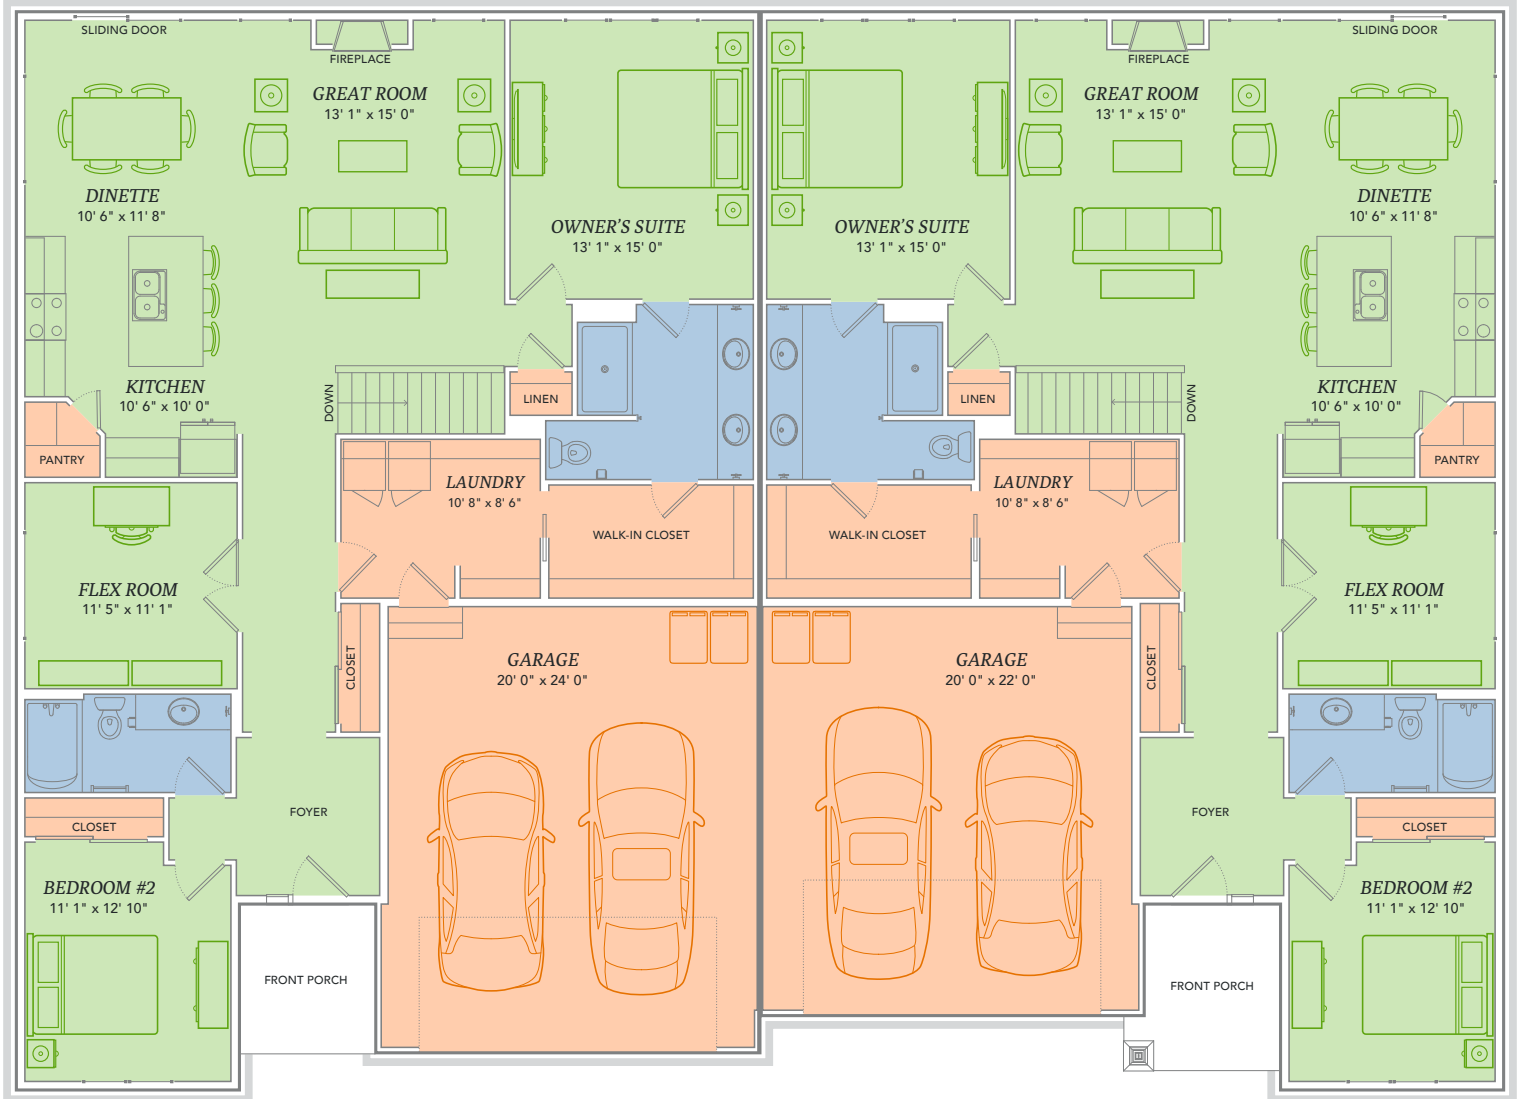 SLIDING DOOR
FIREPLACE
GREAT ROOM
13' 1" x 15' 0"
DINETTE
10' 6" x 11' 8"
OWNER'S SUITE
13' 1" x 15' 0"
KITCHEN
10' 6" x 10' 0"
DOWN
LINEN
PANTRY
LAUNDRY
10' 8" x 8' 6"
WALK-IN CLOSET
FLEX ROOM
11' 5" x 11' 1"
CLOSET
GARAGE
20' 0" x 24' 0"
FOYER
CLOSET
BEDROOM #2
11' 1" x 12' 10"
FRONT PORCH
SLIDING DOOR
FIREPLACE
GREAT ROOM
13' 1" x 15' 0"
DINETTE
10' 6" x 11' 8"
OWNER'S SUITE
13' 1" x 15' 0"
KITCHEN
10' 6" x 10' 0"
DOWN
LINEN
PANTRY
LAUNDRY
10' 8" x 8' 6"
WALK-IN CLOSET
FLEX ROOM
11' 5" x 11' 1"
CLOSET
GARAGE
20' 0" x 22' 0"
FOYER
CLOSET
BEDROOM #2
11' 1" x 12' 10"
FRONT PORCH